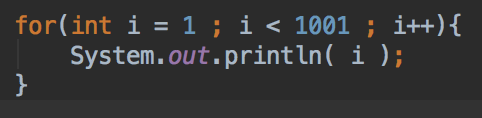 for(int i = 1 ; i < 1001 ; i++){
    System.out.println( i );
}